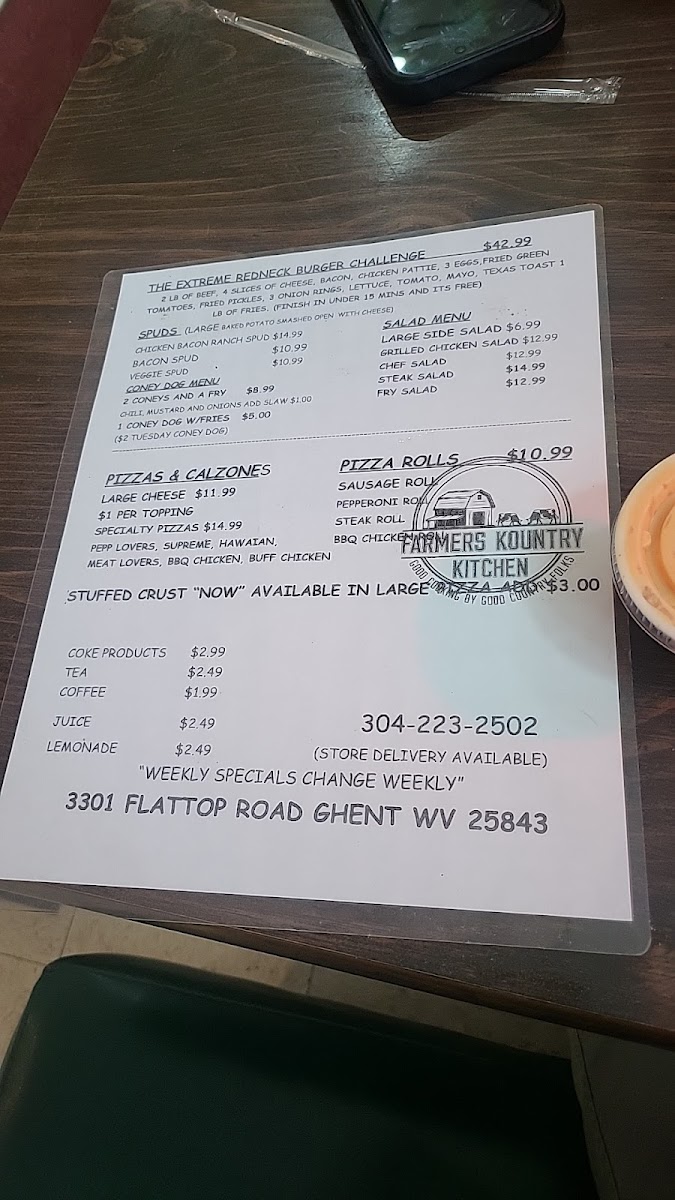 THE EXTREME REDNECK BURGER CHALLENGE $42.99
2 LB OF BEEF, 4 SLICES OF CHEESE, BACON, CHICKEN PATTIE, 3 EGGS,FRIED GREEN
TOMATOES, FRIED PICKLES, 3 ONION RINGS, LETTUCE, TOMATO, MAYO, TEXAS TOAST 1
LB OF FRIES. (FINISH IN UNDER 15 MINS AND ITS FREE)
SPUDS (LARGE BAKED POTATO SMASHED OPEN WITH CHEESE)
CHICKEN BACON RANCH SPUD $14.99
BACON SPUD $10.99
VEGGIE SPUD $10.99
CONEY DOG MENU
2 CONEYS AND A FRY $8.99
CHILI, MUSTARD AND ONIONS ADD SLAW $1.00
1 CONEY DOG W/FRIES $5.00
($2 TUESDAY CONEY DOG)
SALAD MENU
LARGE SIDE SALAD $6.99
GRILLED CHICKEN SALAD $12.99
CHEF SALAD $12.99
STEAK SALAD $14.99
FRY SALAD $12.99
PIZZAS & CALZONES
LARGE CHEESE $11.99
$1 PER TOPPING
SPECIALTY PIZZAS $14.99
PEPP LOVERS, SUPREME, HAWAIIAN,
MEAT LOVERS, BBQ CHICKEN, BUFF CHICKEN
PIZZA ROLLS $10.99
SAUSAGE ROLL
PEPPERONI ROLL
STEAK ROLL
BBQ CHICKEN ROLL
FARMERS KOUNTRY
KITCHEN
GOOD COOKING BY GOOD COUNTRY FOLKS
STUFFED CRUST "NOW" AVAILABLE IN LARGE PIZZA ADD $3.00
COKE PRODUCTS $2.99
TEA $2.49
COFFEE $1.99
JUICE $2.49
LEMONADE $2.49
304-223-2502
(STORE DELIVERY AVAILABLE)
"WEEKLY SPECIALS CHANGE WEEKLY"
3301 FLATTOP ROAD GHENT WV 25843